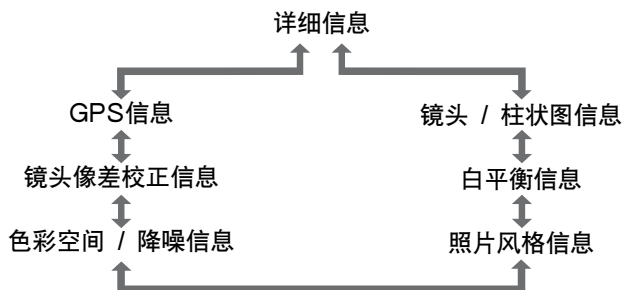 详细信息
GPS信息
镜头 / 柱状图信息
镜头像差校正信息
白平衡信息
色彩空间 / 降噪信息
照片风格信息